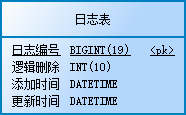 日志表
日志编号 BIGINT(19) <pk>
逻辑删除 INT(10)
添加时间 DATETIME
更新时间 DATETIME